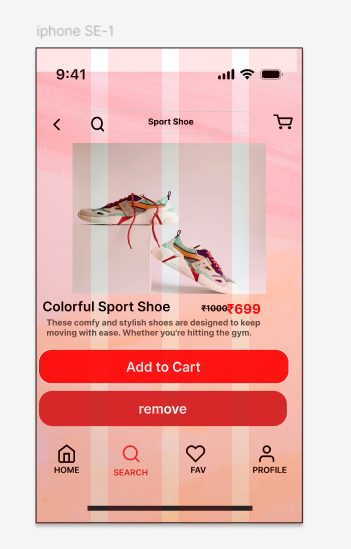 iphone SE-1
9:41
Sport Shoe
Colorful Sport Shoe ₹1000 ₹699
These comfy and stylish shoes are designed to keep
moving with ease. Whether you're hitting the gym.
Add to Cart
remove
HOME SEARCH FAV PROFILE